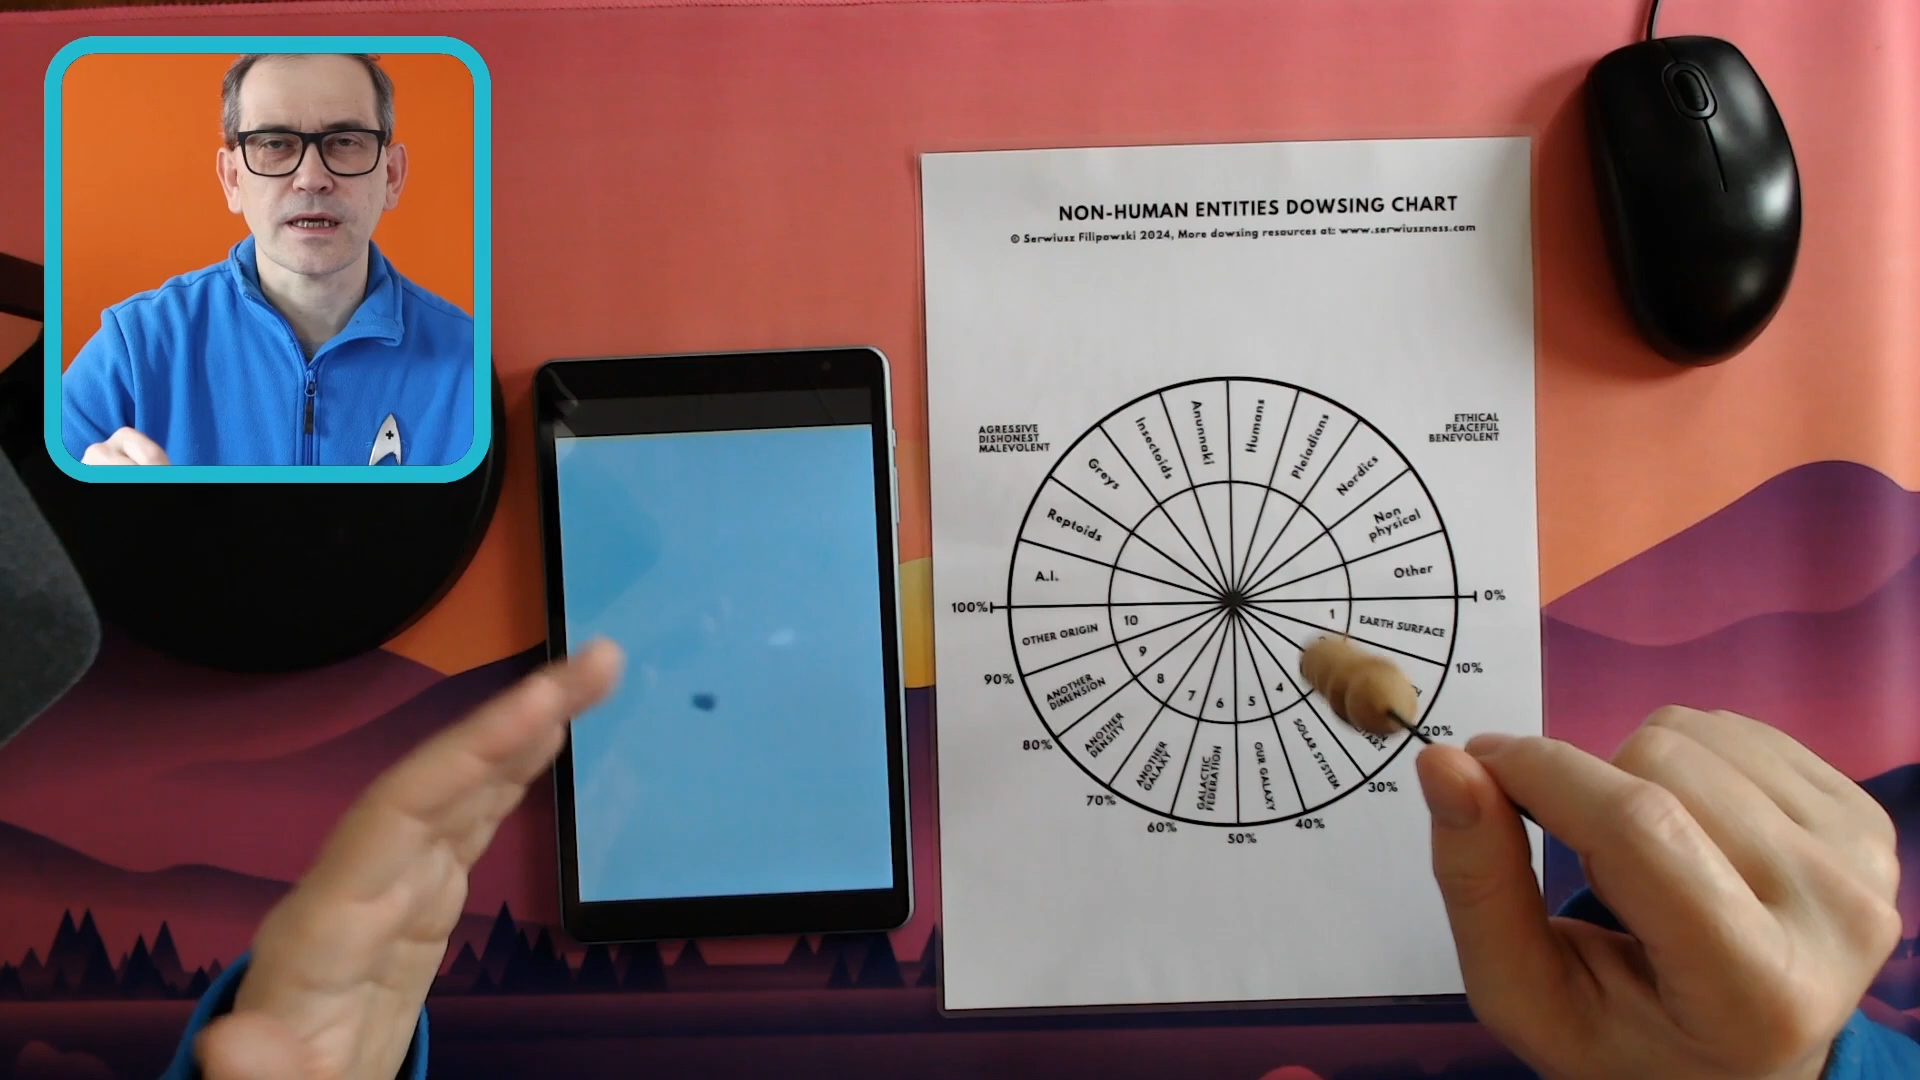 NON-HUMAN ENTITIES DOWSING CHART
© Serwiusz Filipowski 2024, More dowsing resources at: www.serwiuszness.com
AGRESSIVE
DISHONEST
MALEVOLENT
ETHICAL
PEACEFUL
BENEVOLENT
A.I.
Reptoids
Greys
Insectoids
Anunnaki
Humans
Pleiadians
Nordics
Non
physical
Other
100%
0%
OTHER ORIGIN
10
1
EARTH SURFACE
90%
ANOTHER
DIMENSION
9
10%
80%
ANOTHER
DENSITY
8
20%
70%
ANOTHER
GALAXY
7
60%
GALACTIC
FEDERATION
6
50%
OUR GALAXY
5
40%
SOLAR SYSTEM
4
30%